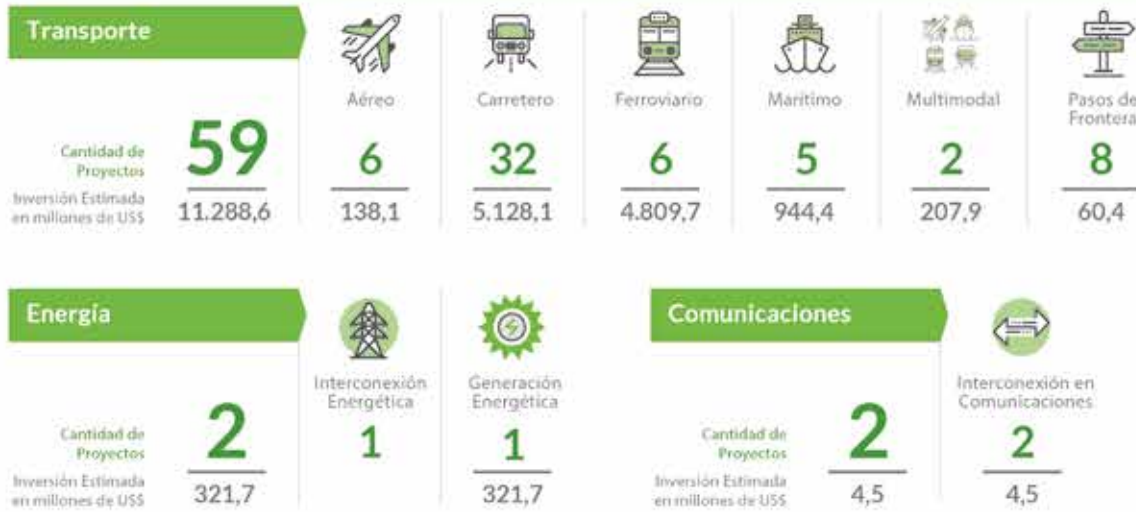 Transporte
Aéreo
Carretero
Ferroviario
Marítimo
Multimodal
Pasos de
Frontera
Cantidad de
Proyectos
59
6
32
6
5
2
8
Inversión Estimada
en millones de US$
11.288,6
138,1
5.128,1
4.809,7
944,4
207,9
60,4
Energía
Interconexión
Energética
Generación
Energética
Cantidad de
Proyectos
2
1
1
Inversión Estimada
en millones de US$
321,7
321,7
Comunicaciones
Interconexión en
Comunicaciones
Cantidad de
Proyectos
2
2
Inversión Estimada
en millones de US$
4,5
4,5